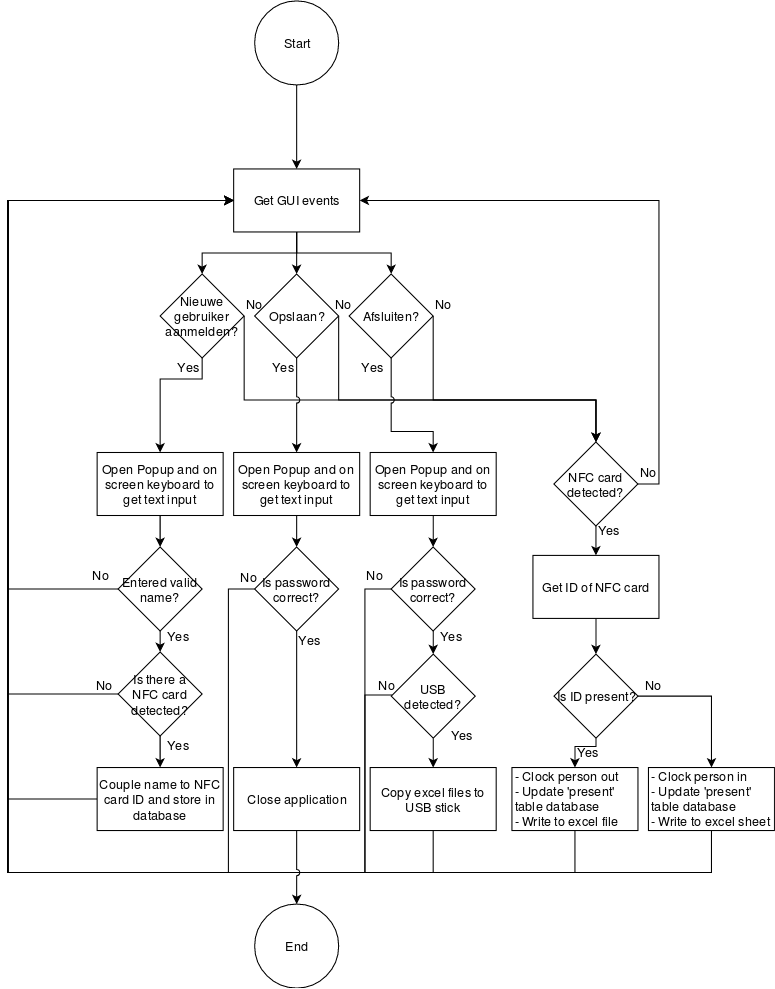 Start
Get GUI events
Nieuwe
gebruiker
aanmelden?
No
Opslaan?
No
Afsluiten?
No
Yes
Yes
Yes
Open Popup and on
screen keyboard to
get text input
Open Popup and on
screen keyboard to
get text input
Open Popup and on
screen keyboard to
get text input
NFC card
detected?
No
Yes
No
Entered valid
name?
No
Is password
correct?
No
Is password
correct?
Get ID of NFC card
Yes
Yes
Yes
No
Is there a
NFC card
detected?
No
USB
detected?
Is ID present?
No
Yes
Yes
Yes
Couple name to NFC
card ID and store in
database
Close application
Copy excel files to
USB stick
- Clock person out
- Update 'present'
table database
- Write to excel file
- Clock person in
- Update 'present'
table database
- Write to excel sheet
End